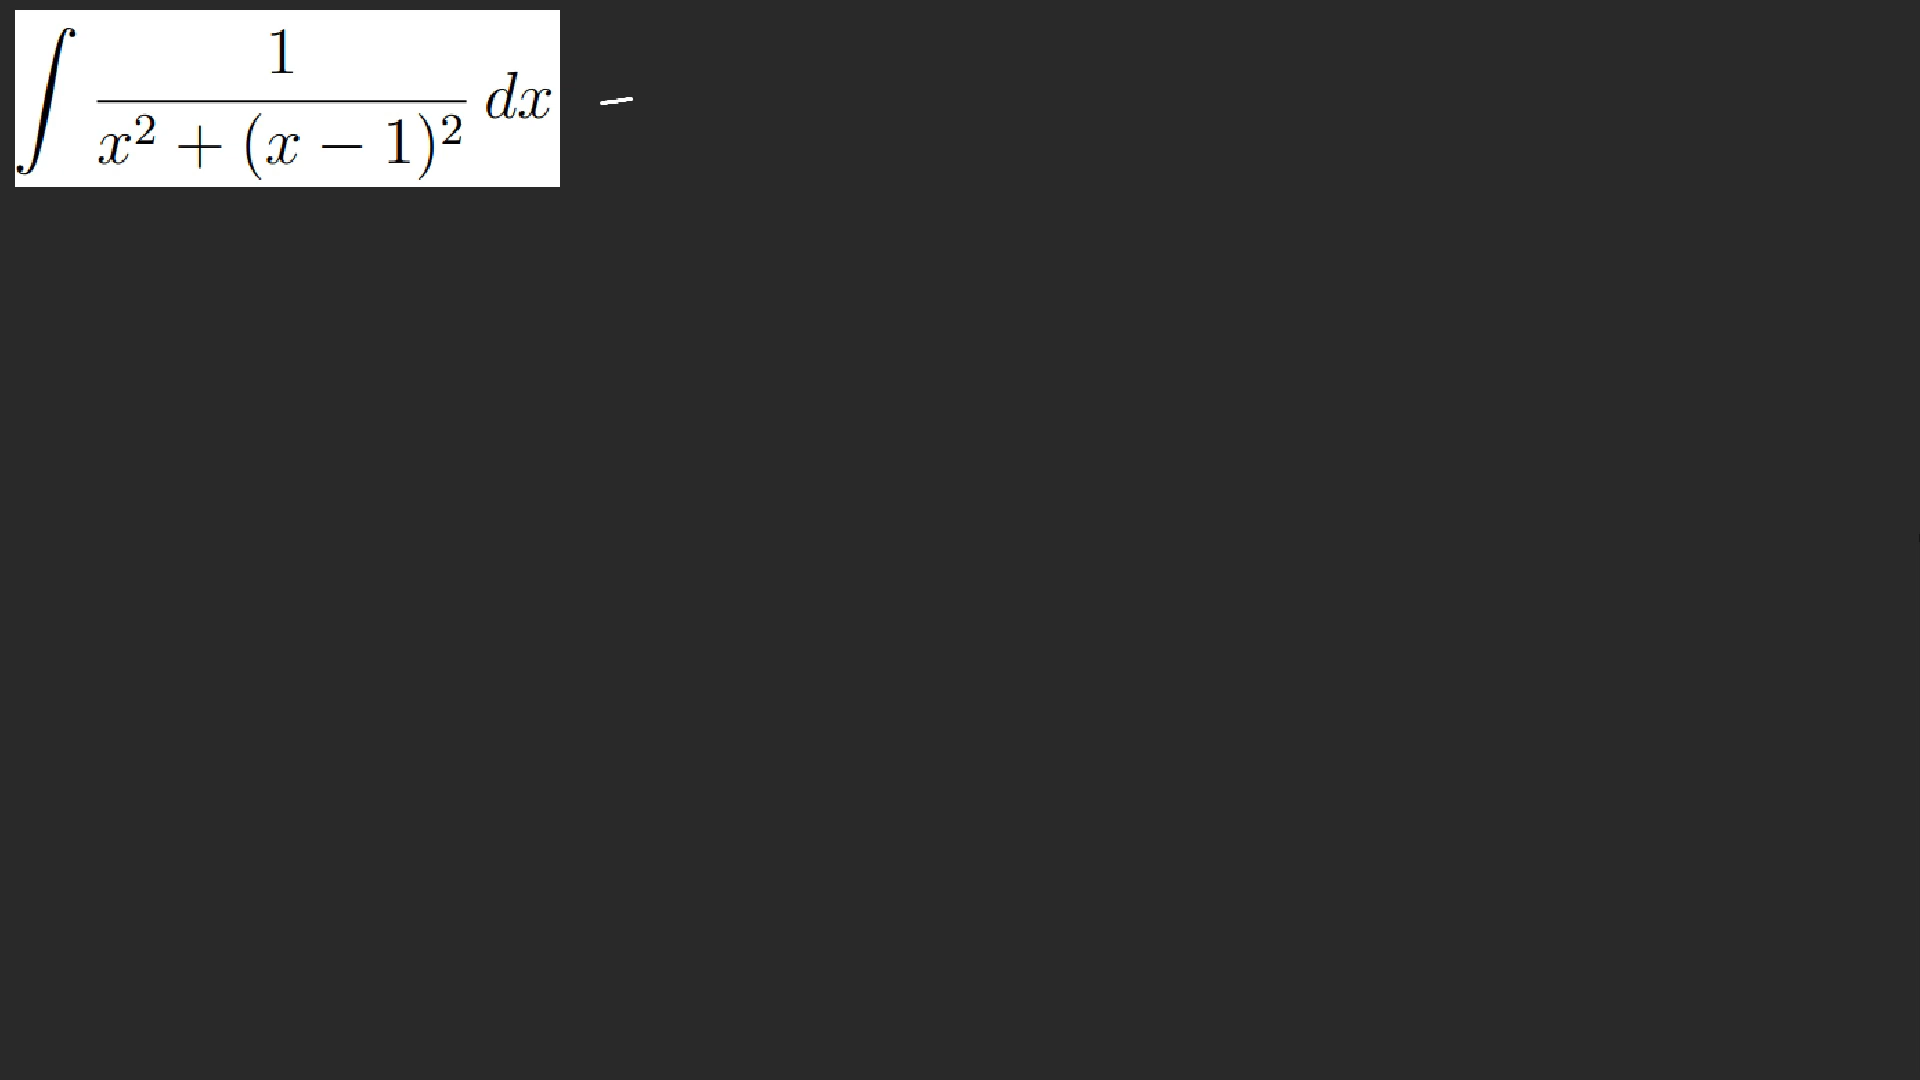 ∫ 1/(x² + (x − 1)²) dx −